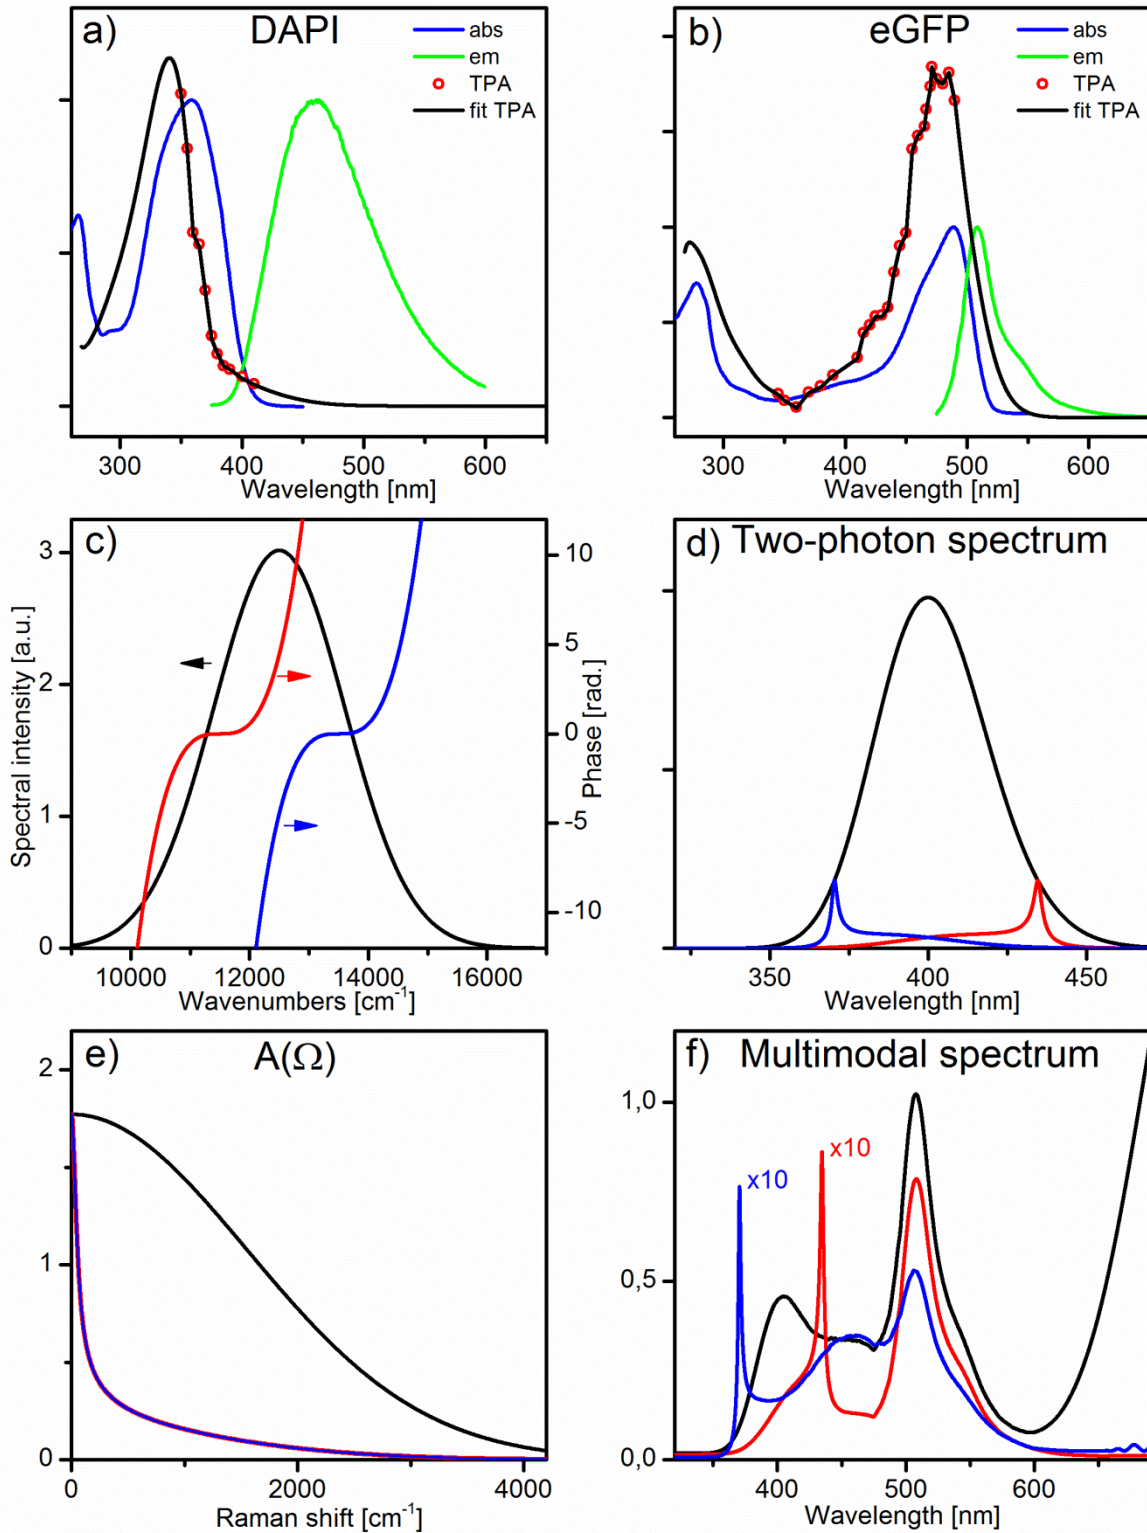 a) DAPI
abs
em
TPA
fit TPA
300 400 500 600
Wavelength [nm]
b) eGFP
abs
em
TPA
fit TPA
300 400 500 600
Wavelength [nm]
c)
3
2
1
0
Spectral intensity [a.u.]
10
5
0
-5
-10
Phase [rad.]
10000 12000 14000 16000
Wavenumbers [cm-1]
d) Two-photon spectrum
350 400 450
Wavelength [nm]
e) A(Ω)
2
1
0
0 2000 4000
Raman shift [cm-1]
f) Multimodal spectrum
1,0
0,5
0,0
x10
x10
400 500 600
Wavelength [nm]